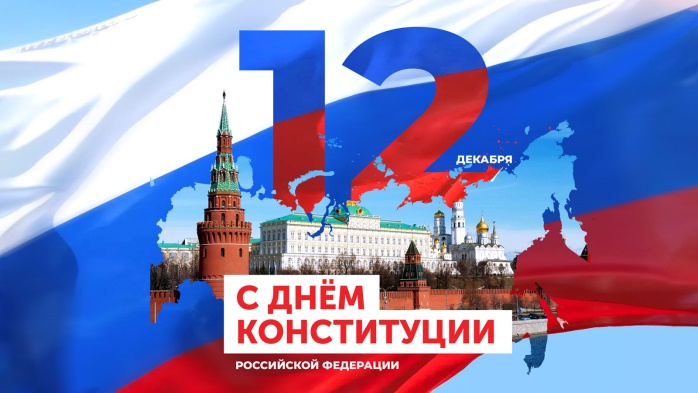 12
ДЕКАБРЯ
С ДНЁМ
КОНСТИТУЦИИ
РОССИЙСКОЙ ФЕДЕРАЦИИ